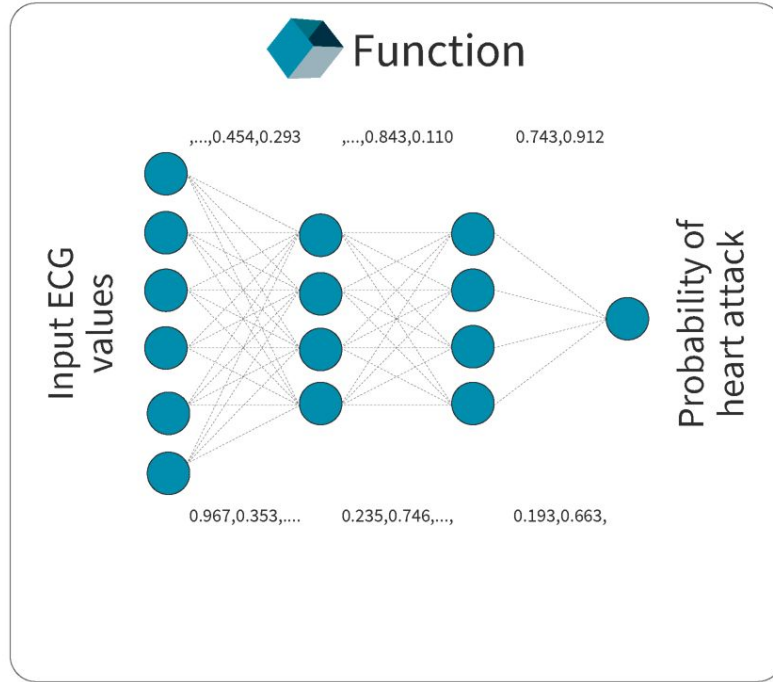 Function
,...,0.454,0.293
,...,0.843,0.110
0.743,0.912
Input ECG
values
Probability of
heart attack
0.967,0.353,....
0.235,0.746,...,
0.193,0.663,